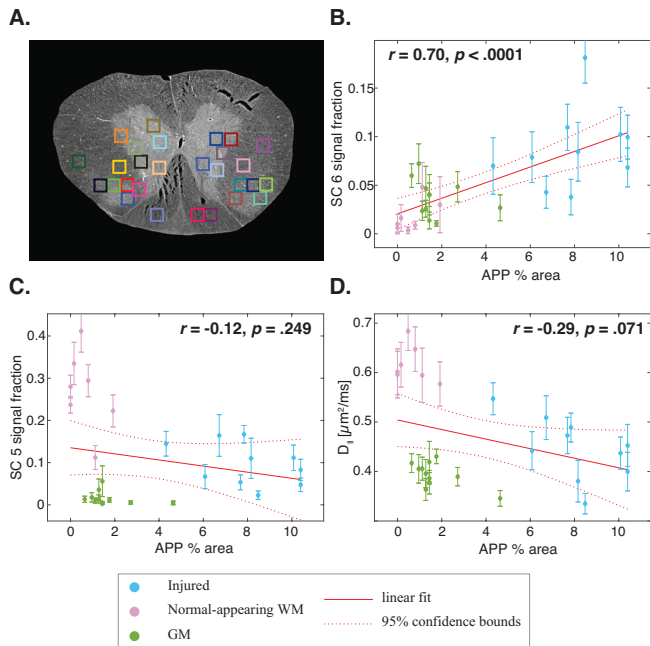 A.
B.
r = 0.70, p < .0001
0.15
0.1
0.05
0
SC 6 signal fraction
0 2 4 6 8 10
APP % area
C.
r = -0.12, p = .249
0.4
0.3
0.2
0.1
0
SC 5 signal fraction
0 2 4 6 8 10
APP % area
D.
r = -0.29, p = .071
0.7
0.6
0.5
0.4
D∥ [μm²/ms]
0 2 4 6 8 10
APP % area
Injured
Normal-appearing WM
GM
linear fit
95% confidence bounds